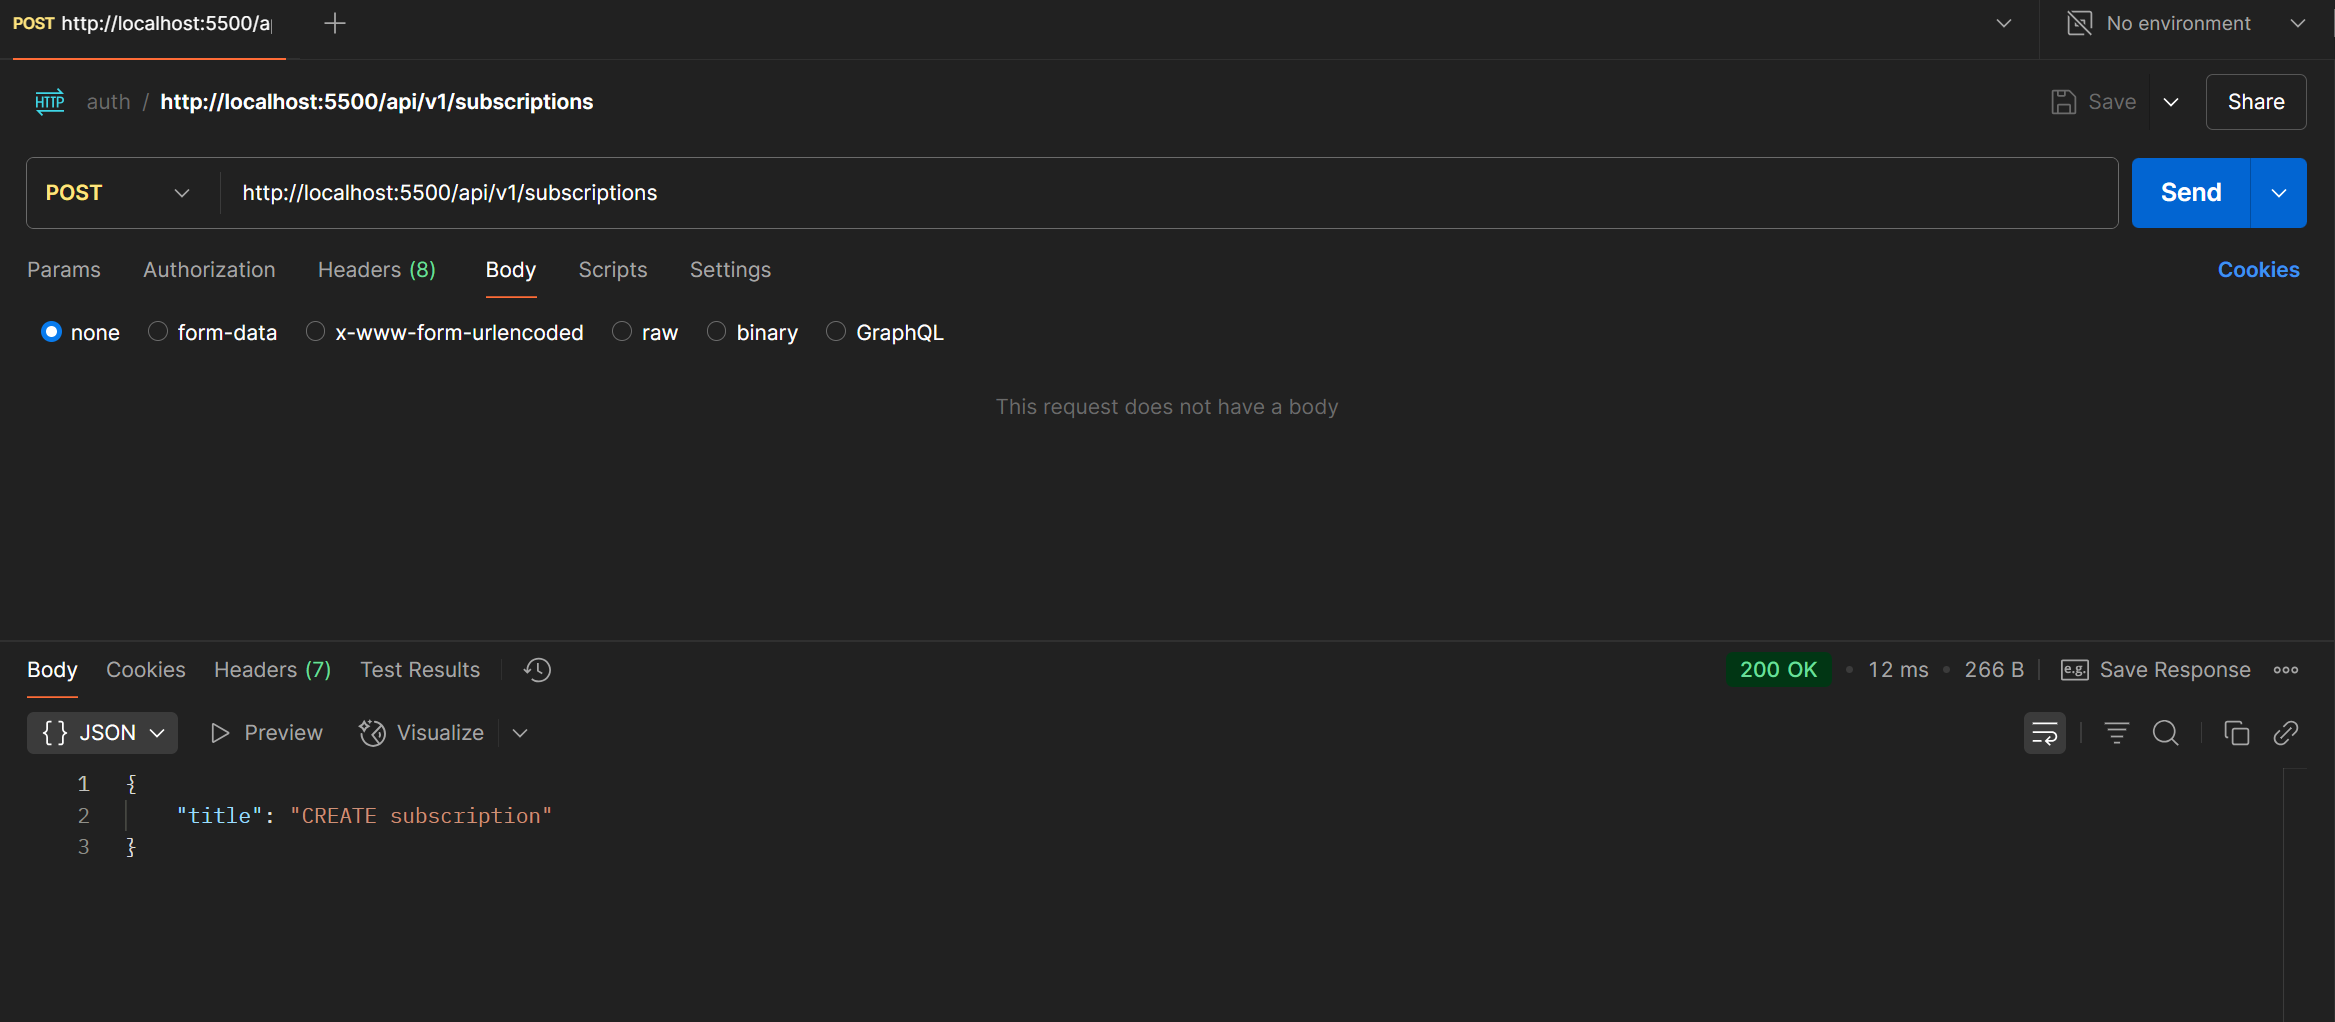 POST http://localhost:5500/a
No environment
HTTP auth / http://localhost:5500/api/v1/subscriptions Save Share
POST http://localhost:5500/api/v1/subscriptions Send
Params Authorization Headers (8) Body Scripts Settings Cookies
none form-data x-www-form-urlencoded raw binary GraphQL
This request does not have a body
Body Cookies Headers (7) Test Results 200 OK • 12 ms • 266 B e.g. Save Response
{} JSON Preview Visualize
1 {
2 "title": "CREATE subscription"
3 }